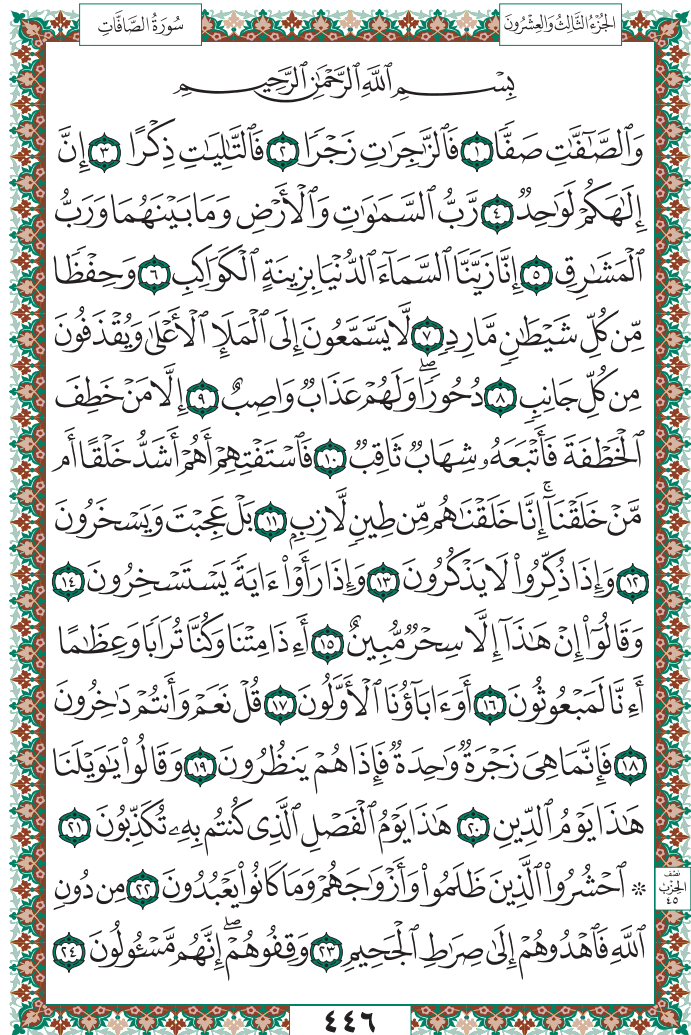 الجُزْءُ الثَّالِثُ وَالعِشْرُونَ
سُورَةُ الصَّافَّاتِ
بِسْمِ ٱللَّهِ ٱلرَّحْمَٰنِ ٱلرَّحِيمِ
وَٱلصَّٰٓفَّٰتِ صَفًّا ١ فَٱلزَّٰجِرَٰتِ زَجْرًا ٢ فَٱلتَّٰلِيَٰتِ ذِكْرًا ٣ إِنَّ
إِلَٰهَكُمْ لَوَٰحِدٌ ٤ رَّبُّ ٱلسَّمَٰوَٰتِ وَٱلْأَرْضِ وَمَا بَيْنَهُمَا وَرَبُّ
ٱلْمَشَٰرِقِ ٥ إِنَّا زَيَّنَّا ٱلسَّمَآءَ ٱلدُّنْيَا بِزِينَةٍ ٱلْكَوَاكِبِ ٦ وَحِفْظًا
مِّن كُلِّ شَيْطَٰنٍ مَّارِدٍ ٧ لَّا يَسَّمَّعُونَ إِلَى ٱلْمَلَإِ ٱلْأَعْلَىٰ وَيُقْذَفُونَ
مِن كُلِّ جَانِبٍ ٨ دُحُورًاۖ وَلَهُمْ عَذَابٌ وَاصِبٌ ٩ إِلَّا مَنْ خَطِفَ
ٱلْخَطْفَةَ فَأَتْبَعَهُۥ شِهَابٌ ثَاقِبٌ ١٠ فَٱسْتَفْتِهِمْ أَهُمْ أَشَدُّ خَلْقًا أَم
مَّنْ خَلَقْنَآۚ إِنَّا خَلَقْنَٰهُم مِّن طِينٍ لَّازِبٍ ١١ بَلْ عَجِبْتَ وَيَسْخَرُونَ
١٢ وَإِذَا ذُكِّرُوا۟ لَا يَذْكُرُونَ ١٣ وَإِذَا رَأَوْا۟ ءَايَةً يَسْتَسْخِرُونَ ١٤
وَقَالُوٓا۟ إِنْ هَٰذَآ إِلَّا سِحْرٌ مُّبِينٌ ١٥ أَءِذَا مِتْنَا وَكُنَّا تُرَابًا وَعِظَٰمًا
أَءِنَّا لَمَبْعُوثُونَ ١٦ أَوَءَابَآؤُنَا ٱلْأَوَّلُونَ ١٧ قُلْ نَعَمْ وَأَنتُمْ دَٰخِرُونَ
١٨ فَإِنَّمَا هِىَ زَجْرَةٌ وَٰحِدَةٌ فَإِذَا هُمْ يَنظُرُونَ ١٩ وَقَالُوا۟ يَٰوَيْلَنَا
هَٰذَا يَوْمُ ٱلدِّينِ ٢٠ هَٰذَا يَوْمُ ٱلْفَصْلِ ٱلَّذِى كُنتُم بِهِۦ تُكَذِّبُونَ ٢١
۞ ٱحْشُرُوا۟ ٱلَّذِينَ ظَلَمُوا۟ وَأَزْوَٰجَهُمْ وَمَا كَانُوا۟ يَعْبُدُونَ ٢٢ مِن دُونِ
ٱللَّهِ فَٱهْدُوهُمْ إِلَىٰ صِرَٰطِ ٱلْجَحِيمِ ٢٣ وَقِفُوهُمْۖ إِنَّهُم مَّسْـُٔولُونَ ٢٤
نصف
الحزب
٤٥
٤٤٦